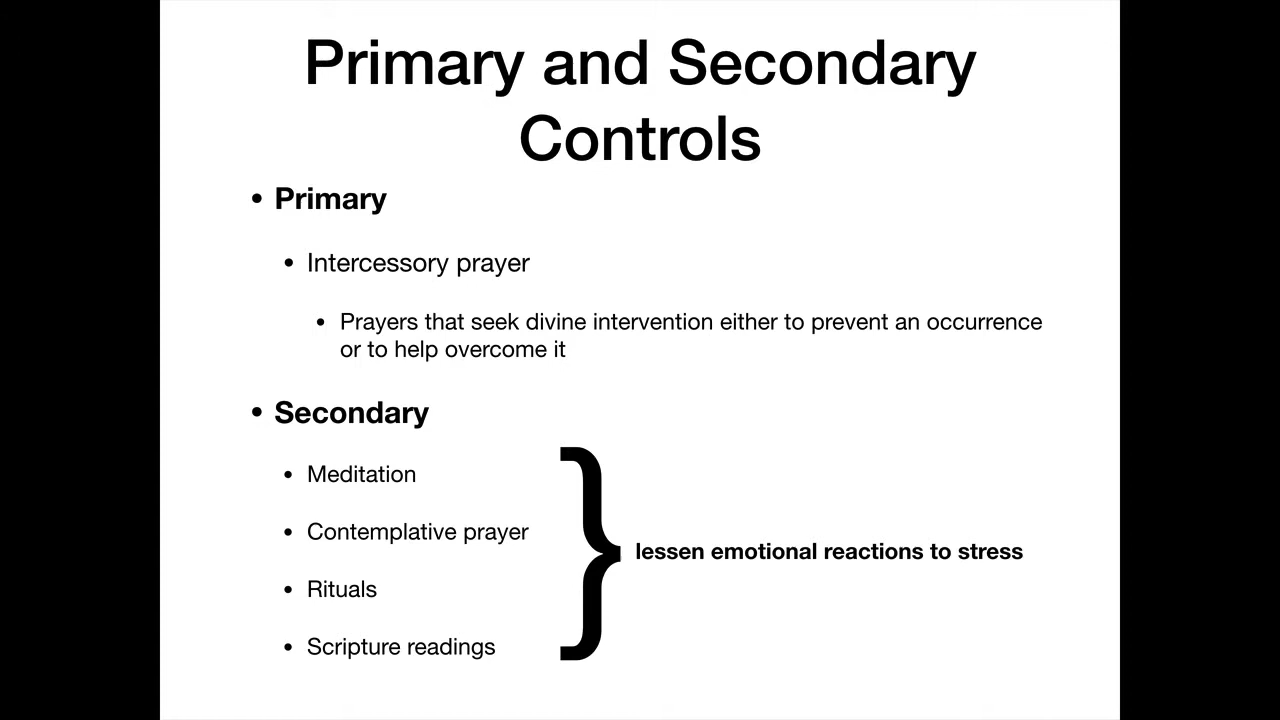 Primary and Secondary
Controls
• Primary
• Intercessory prayer
• Prayers that seek divine intervention either to prevent an occurrence
or to help overcome it
• Secondary
• Meditation
• Contemplative prayer
• Rituals
• Scripture readings
} lessen emotional reactions to stress